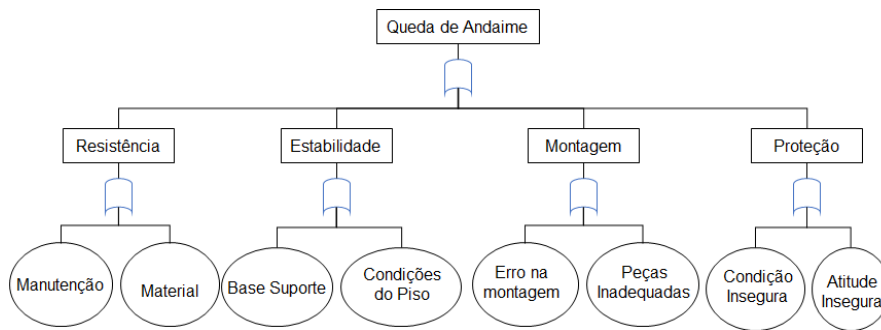 Queda de Andaime
Resistência
Estabilidade
Montagem
Proteção
Manutenção
Material
Base Suporte
Condições
do Piso
Erro na
montagem
Peças
Inadequadas
Condição
Insegura
Atitude
Insegura